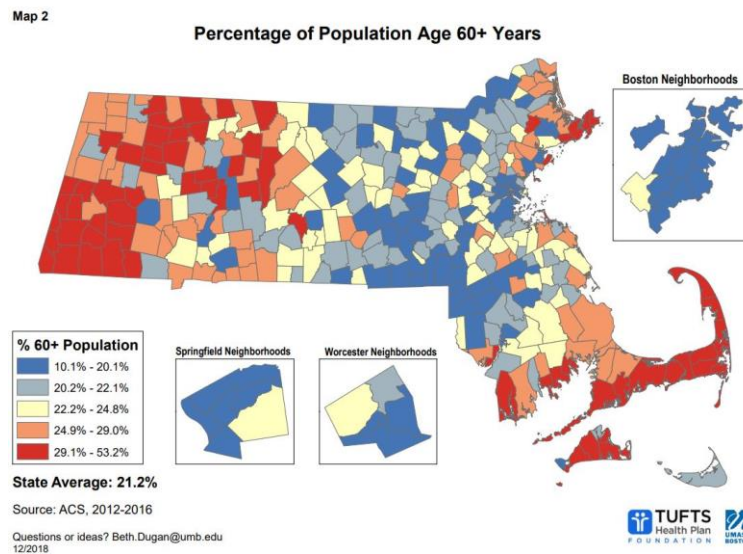 Map 2
Percentage of Population Age 60+ Years
Boston Neighborhoods
% 60+ Population
10.1% - 20.1%
20.2% - 22.1%
22.2% - 24.8%
24.9% - 29.0%
29.1% - 53.2%
Springfield Neighborhoods
Worcester Neighborhoods
State Average: 21.2%
Source: ACS, 2012-2016
Questions or ideas? Beth.Dugan@umb.edu
12/2018
TUFTS
Health Plan
FOUNDATION
UMAS
BOSTO